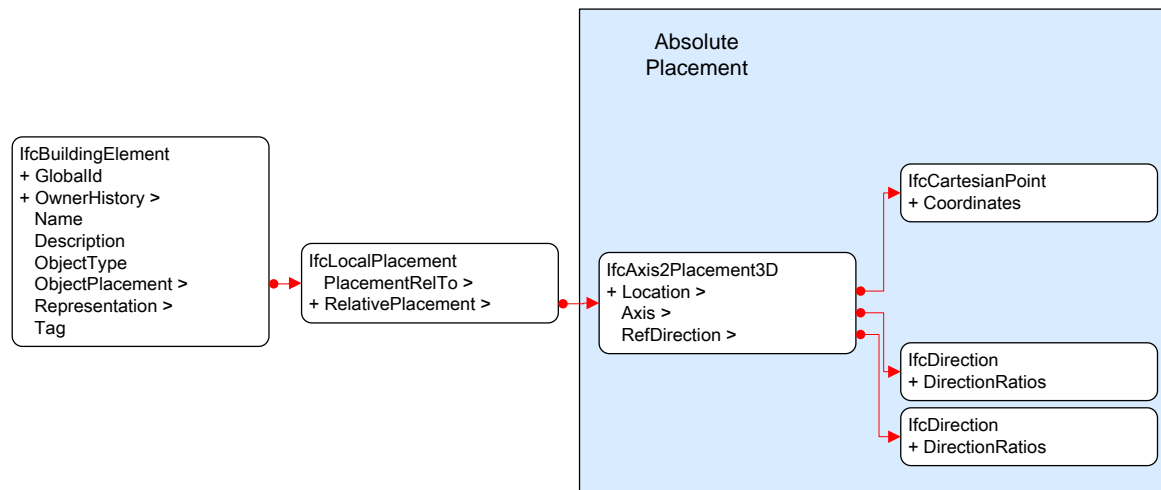 Absolute
Placement
IfcBuildingElement
+ GlobalId
+ OwnerHistory >
Name
Description
ObjectType
ObjectPlacement >
Representation >
Tag
IfcLocalPlacement
PlacementRelTo >
+ RelativePlacement >
IfcAxis2Placement3D
+ Location >
Axis >
RefDirection >
IfcCartesianPoint
+ Coordinates
IfcDirection
+ DirectionRatios
IfcDirection
+ DirectionRatios